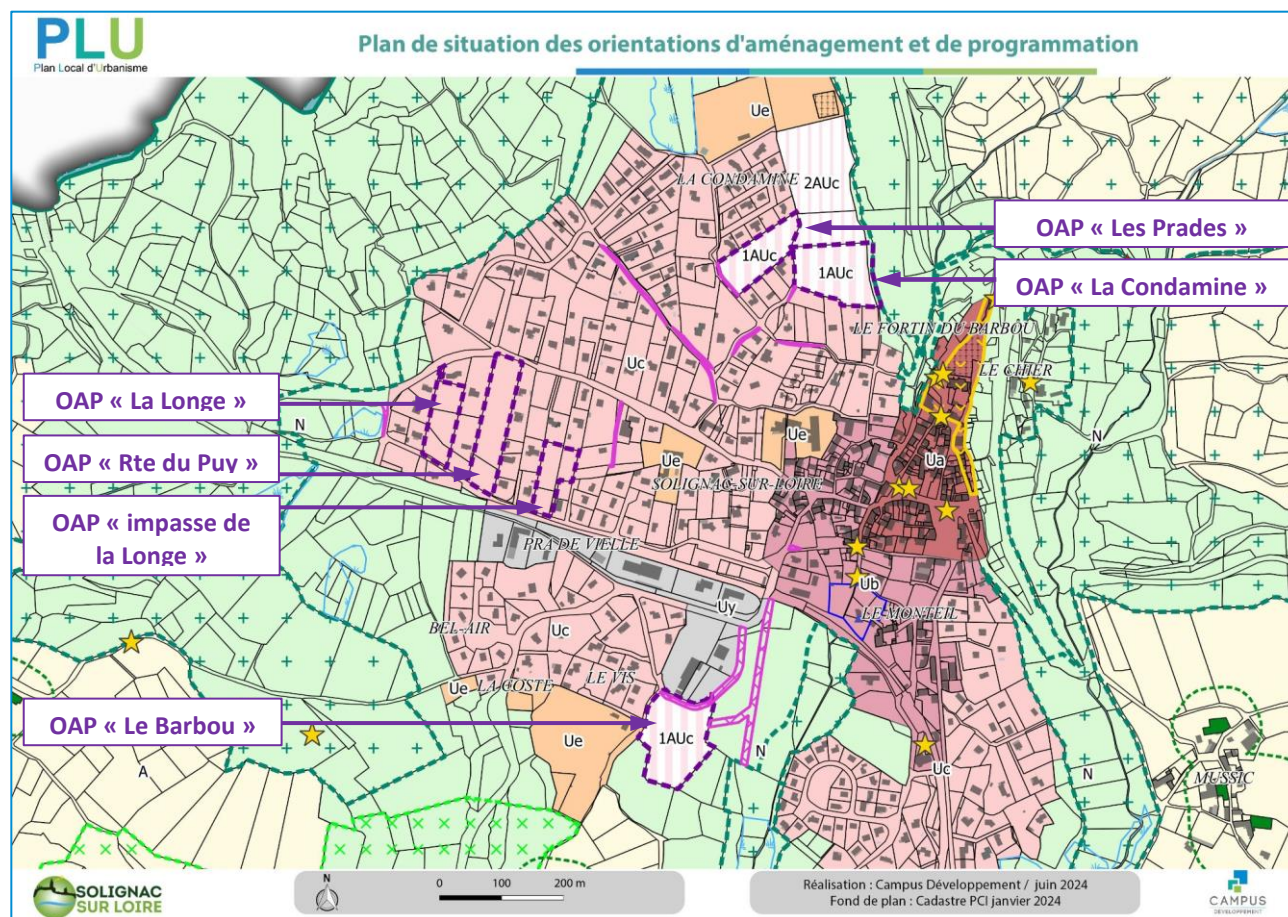 PLU
Plan Local d'Urbanisme
Plan de situation des orientations d'aménagement et de programmation
Ue
LA CONDAMINE
2AUc
OAP « Les Prades »
1AUc
1AUc
OAP « La Condamine »
LE FORTIN DU BARBOU
Uc
LE CHIER
OAP « La Longe »
N
Ue
N
Ua
OAP « Rte du Puy »
Ue
SOLIGNAC-SUR-LOIRE
OAP « impasse de
la Longe »
PRA DE VIELLE
Uy
Ub
LE MONTEIL
BEL-AIR
Uc
LE VIS
Ue
LA COSTE
OAP « Le Barbou »
Ue
1AUc
N
A
Uc
N
MUSSIC
SOLIGNAC
SUR LOIRE
N
0 100 200 m
Réalisation : Campus Développement / juin 2024
Fond de plan : Cadastre PCI janvier 2024
CAMPUS
DÉVELOPPEMENT